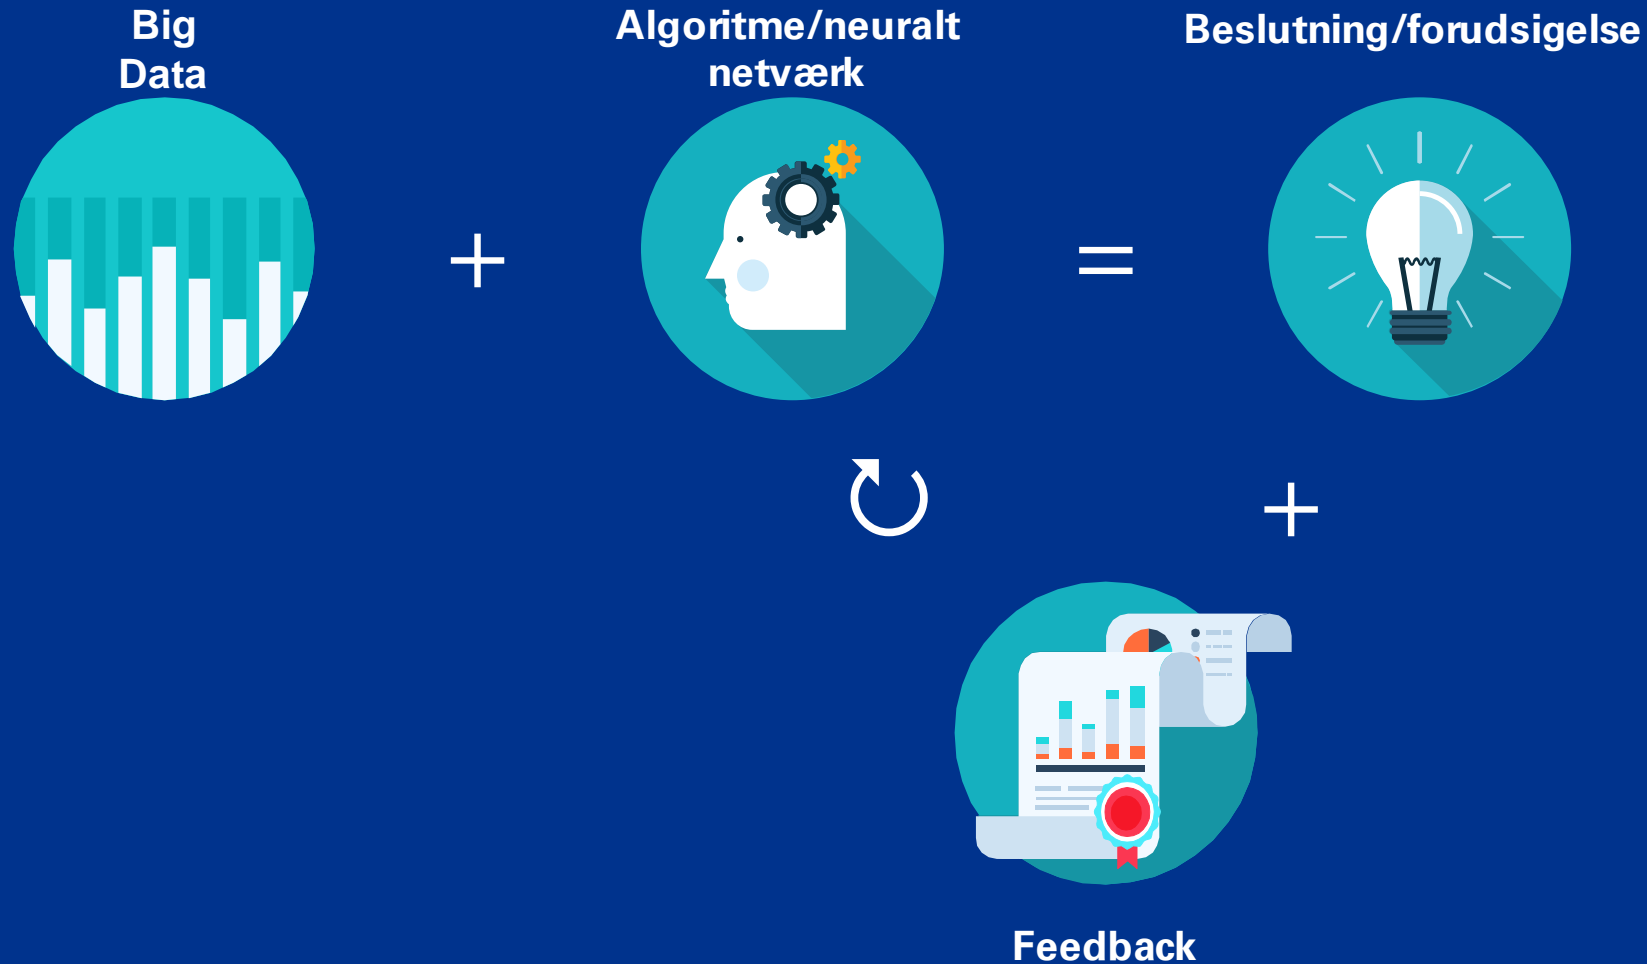 Big
Data
Algoritme/neuralt
netværk
Beslutning/forudsigelse
+
=
+
Feedback